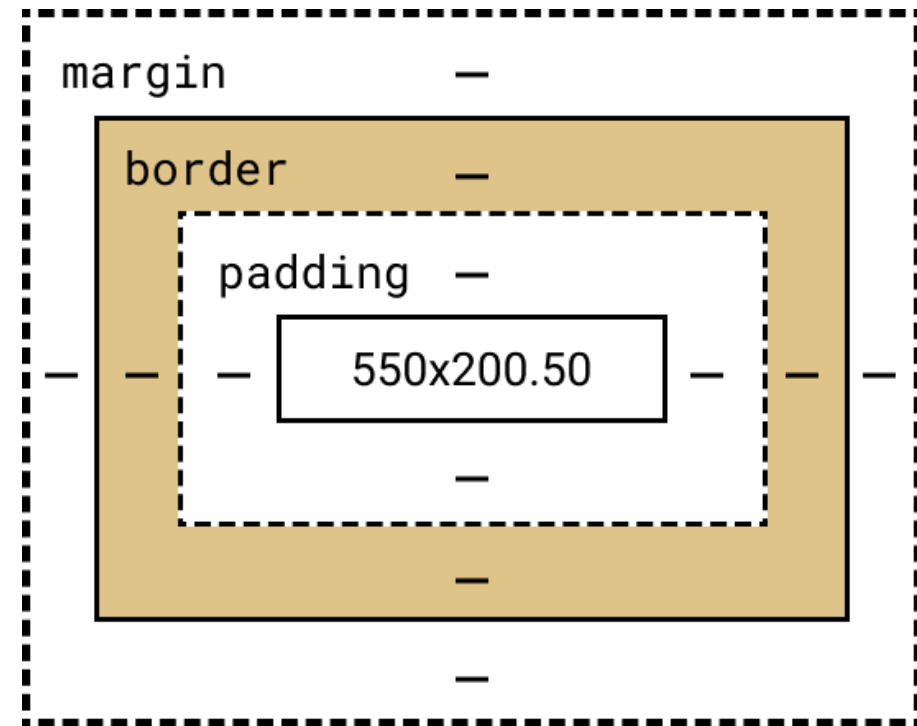 margin –
border –
padding –
– – – 550x200.50 – – –
–
–
–